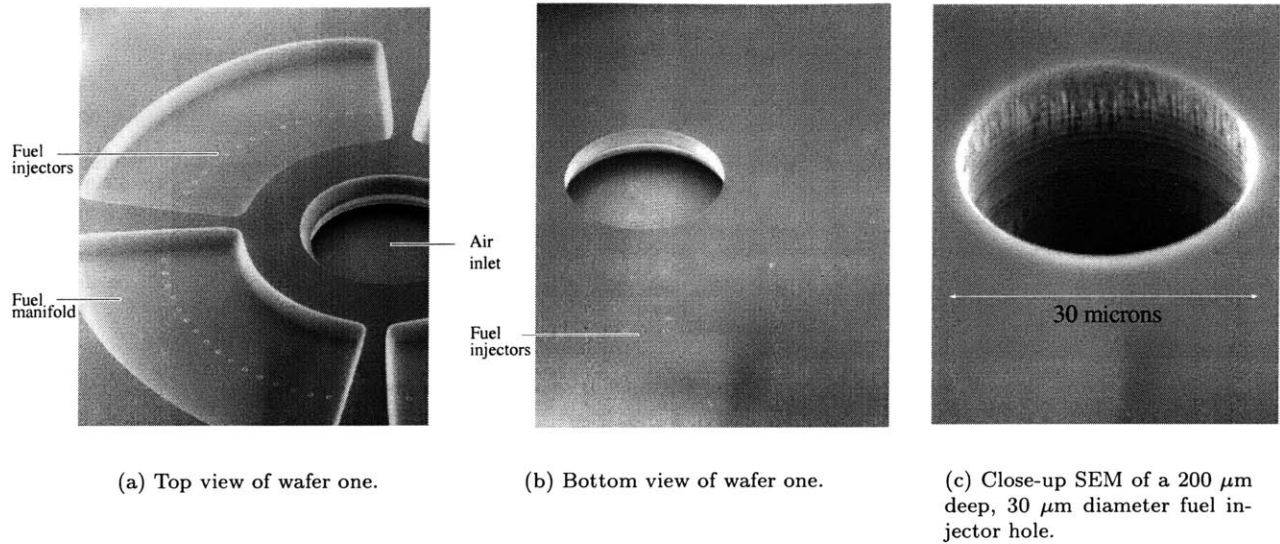 Fuel
injectors
Fuel
manifold
Air
inlet
Fuel
injectors
30 microns
(a) Top view of wafer one.
(b) Bottom view of wafer one.
(c) Close-up SEM of a 200 μm
deep, 30 μm diameter fuel in-
jector hole.